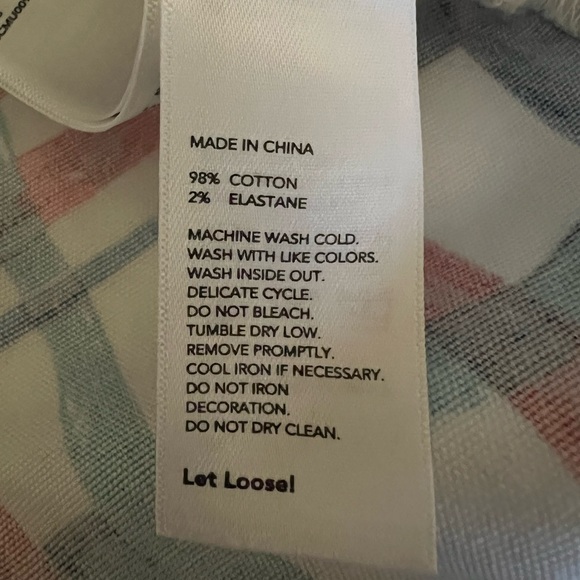 MADE IN CHINA
98% COTTON
2% ELASTANE
MACHINE WASH COLD.
WASH WITH LIKE COLORS.
WASH INSIDE OUT.
DELICATE CYCLE.
DO NOT BLEACH.
TUMBLE DRY LOW.
REMOVE PROMPTLY.
COOL IRON IF NECESSARY.
DO NOT IRON
DECORATION.
DO NOT DRY CLEAN.
Let Loose!